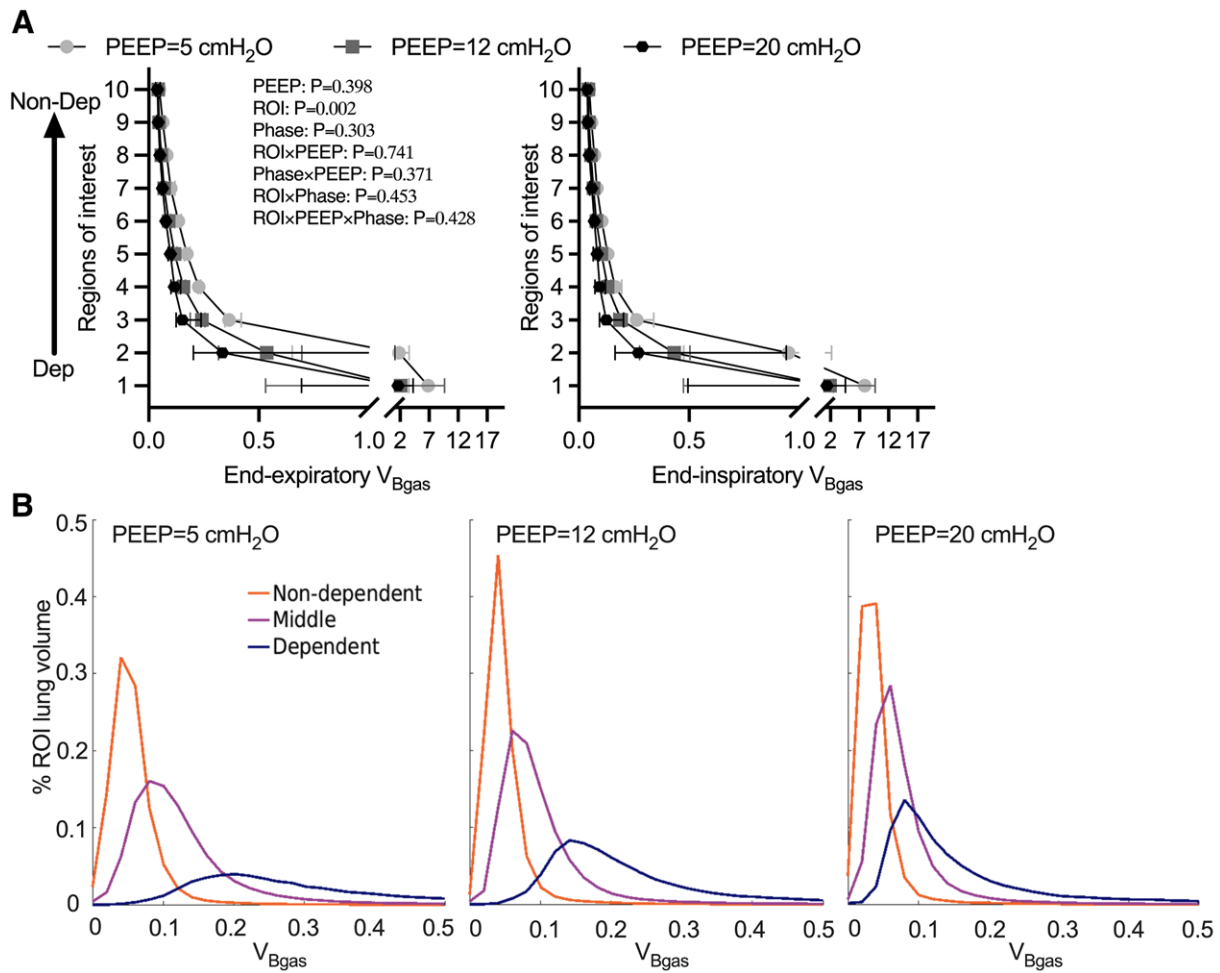 A
PEEP=5 cmH2O PEEP=12 cmH2O PEEP=20 cmH2O
Non-Dep
Dep
Regions of interest
10
9
8
7
6
5
4
3
2
1
PEEP: P=0.398
ROI: P=0.002
Phase: P=0.303
ROI×PEEP: P=0.741
Phase×PEEP: P=0.371
ROI×Phase: P=0.453
ROI×PEEP×Phase: P=0.428
0.0 0.5 1.0 2 7 12 17
End-expiratory VBgas
Regions of interest
10
9
8
7
6
5
4
3
2
1
0.0 0.5 1.0 2 7 12 17
End-inspiratory VBgas
B
% ROI lung volume
0.5
0.4
0.3
0.2
0.1
0
PEEP=5 cmH2O
Non-dependent
Middle
Dependent
0 0.1 0.2 0.3 0.4 0.5
VBgas
PEEP=12 cmH2O
0 0.1 0.2 0.3 0.4 0.5
VBgas
PEEP=20 cmH2O
0 0.1 0.2 0.3 0.4 0.5
VBgas